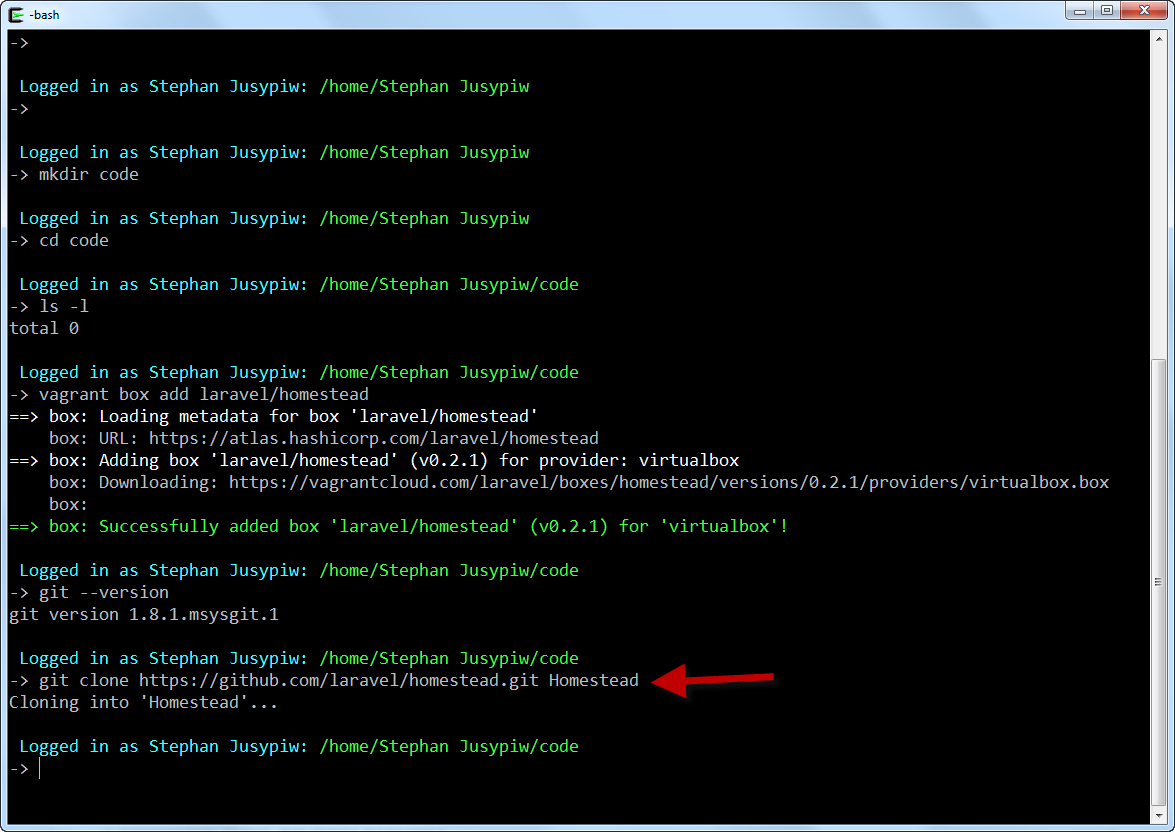 -bash
->
Logged in as Stephan Jusypiw: /home/Stephan Jusypiw
->
Logged in as Stephan Jusypiw: /home/Stephan Jusypiw
-> mkdir code
Logged in as Stephan Jusypiw: /home/Stephan Jusypiw
-> cd code
Logged in as Stephan Jusypiw: /home/Stephan Jusypiw/code
-> ls -l
total 0
Logged in as Stephan Jusypiw: /home/Stephan Jusypiw/code
-> vagrant box add laravel/homestead
==> box: Loading metadata for box 'laravel/homestead'
box: URL: https://atlas.hashicorp.com/laravel/homestead
==> box: Adding box 'laravel/homestead' (v0.2.1) for provider: virtualbox
box: Downloading: https://vagrantcloud.com/laravel/boxes/homestead/versions/0.2.1/providers/virtualbox.box
box:
==> box: Successfully added box 'laravel/homestead' (v0.2.1) for 'virtualbox'!
Logged in as Stephan Jusypiw: /home/Stephan Jusypiw/code
-> git --version
git version 1.8.1.msysgit.1
Logged in as Stephan Jusypiw: /home/Stephan Jusypiw/code
-> git clone https://github.com/laravel/homestead.git Homestead
Cloning into 'Homestead'...
Logged in as Stephan Jusypiw: /home/Stephan Jusypiw/code
->